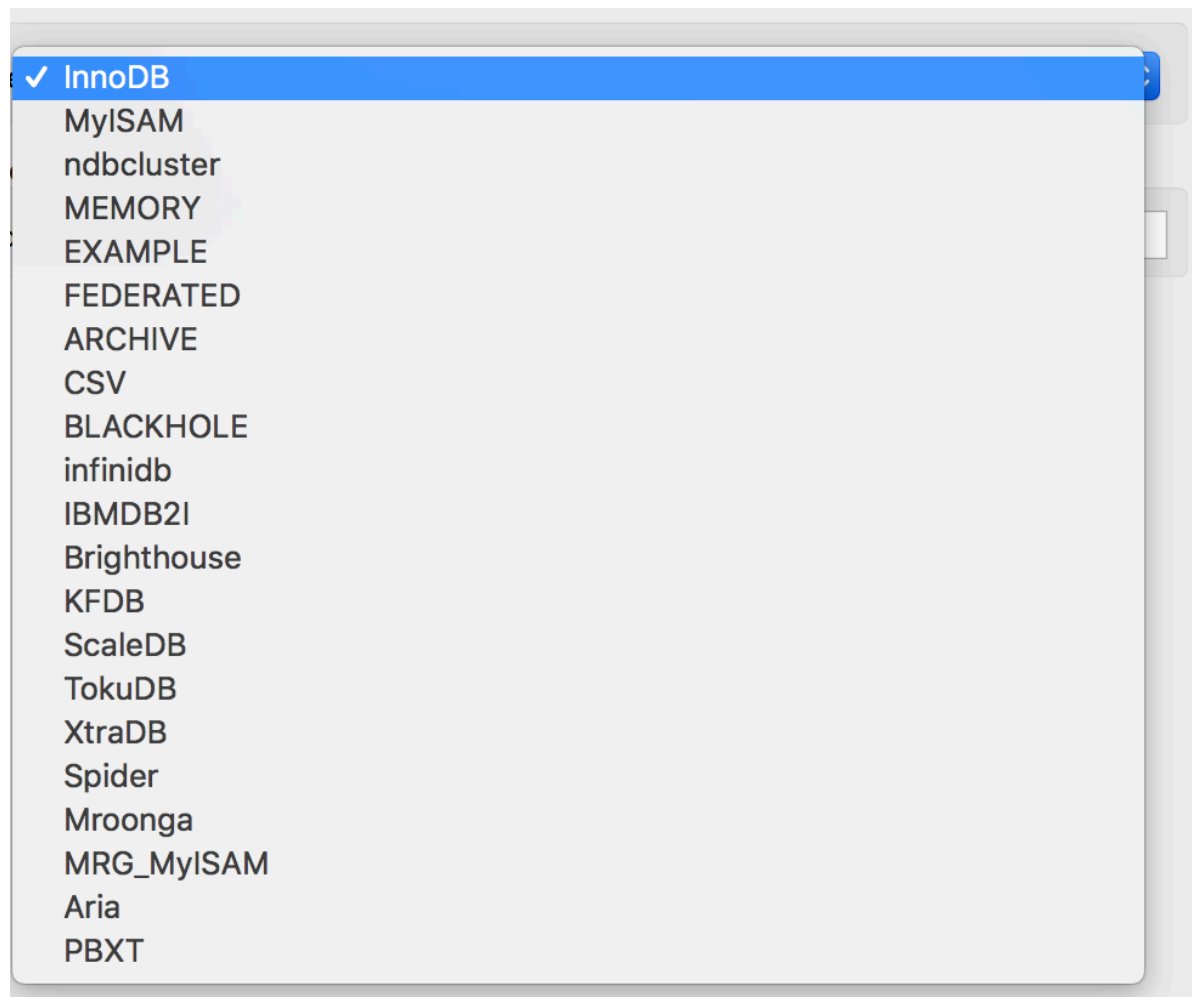 InnoDB
MyISAM
ndbcluster
MEMORY
EXAMPLE
FEDERATED
ARCHIVE
CSV
BLACKHOLE
infinidb
IBMDB2I
Brighthouse
KFDB
ScaleDB
TokuDB
XtraDB
Spider
Mroonga
MRG_MyISAM
Aria
PBXT